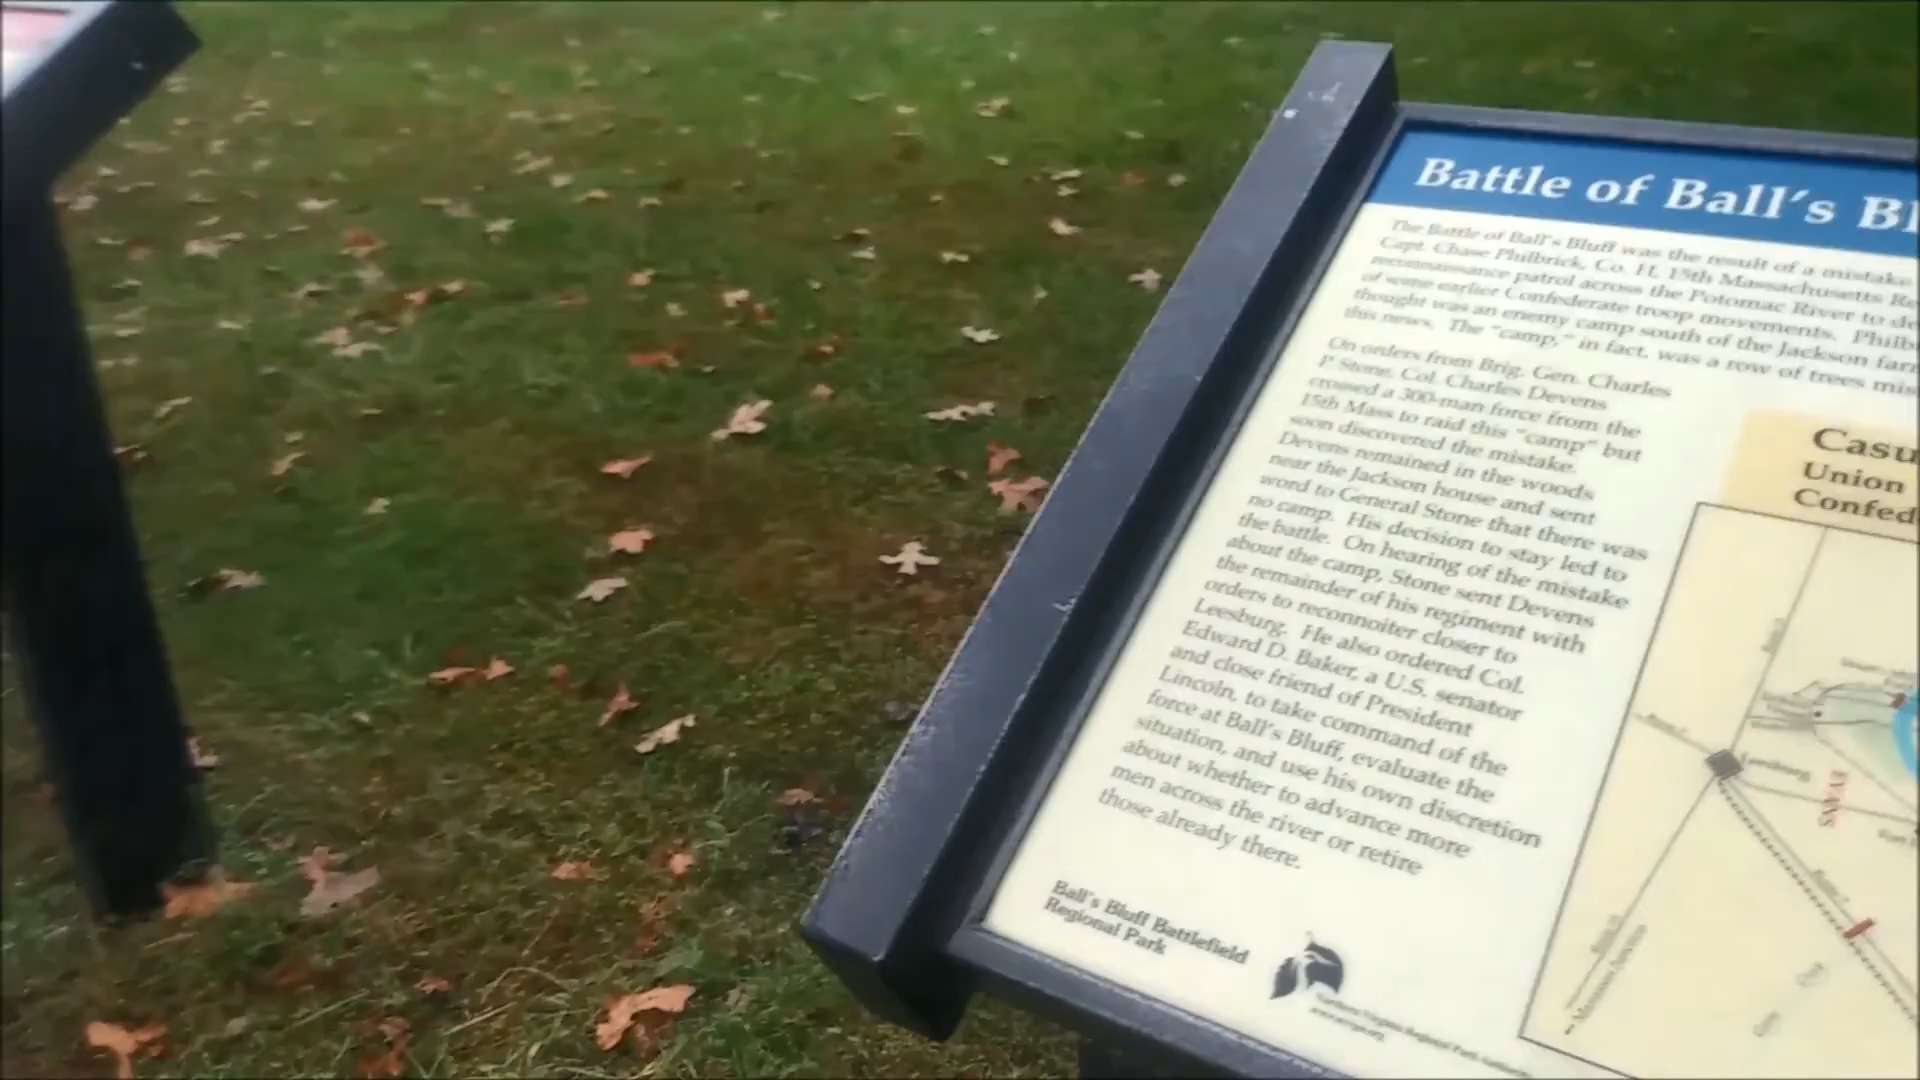 Battle of Ball's Bl
The Battle of Ball's Bluff was the result of a mistake
Capt. Chase Philbrick, Co. H, 15th Massachusetts Re
reconnaissance patrol across the Potomac River to de
of some earlier Confederate troop movements. Philb
thought was an enemy camp south of the Jackson far
this news. The "camp," in fact, was a row of trees mis
On orders from Brig. Gen. Charles
P. Stone, Col. Charles Devens
crossed a 300-man force from the
15th Mass to raid this "camp" but
soon discovered the mistake.
Devens remained in the woods
near the Jackson house and sent
word to General Stone that there was
no camp. His decision to stay led to
the battle. On hearing of the mistake
about the camp, Stone sent Devens
the remainder of his regiment with
orders to reconnoiter closer to
Leesburg. He also ordered Col.
Edward D. Baker, a U.S. senator
and close friend of President
Lincoln, to take command of the
force at Ball's Bluff, evaluate the
situation, and use his own discretion
about whether to advance more
men across the river or retire
those already there.
Casu
Union
Confed
Leesburg
Ball's Bluff Battlefield
Regional Park
Northern Virginia Regional Park Authority